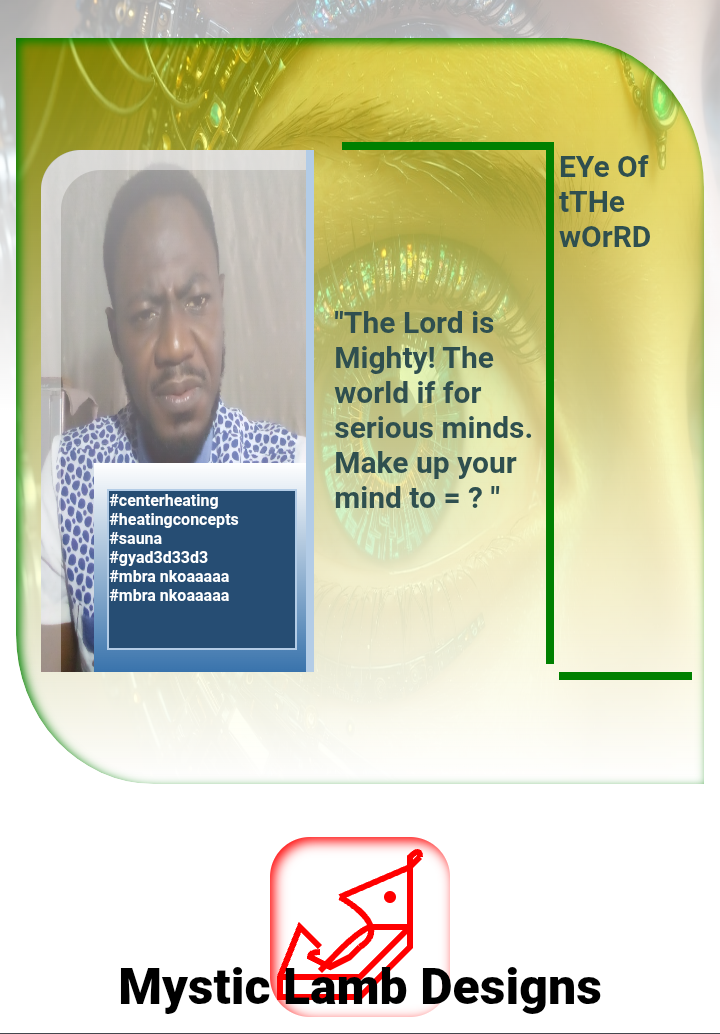 EYe Of
tTHe
wOrRD
"The Lord is
Mighty! The
world if for
serious minds.
Make up your
mind to = ? "
#centerheating
#heatingconcepts
#sauna
#gyad3d33d3
#mbra nkoaaaaa
#mbra nkoaaaaa
Mystic Lamb Designs